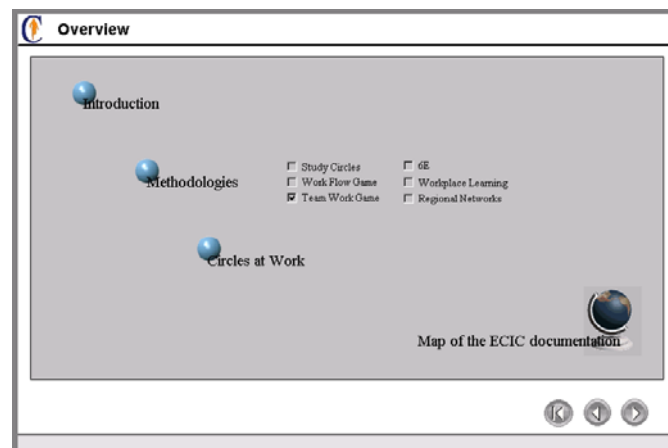 Overview
Introduction
Methodologies
Study Circles
Work Flow Game
Team Work Game
6E
Workplace Learning
Regional Networks
Circles at Work
Map of the ECIC documentation